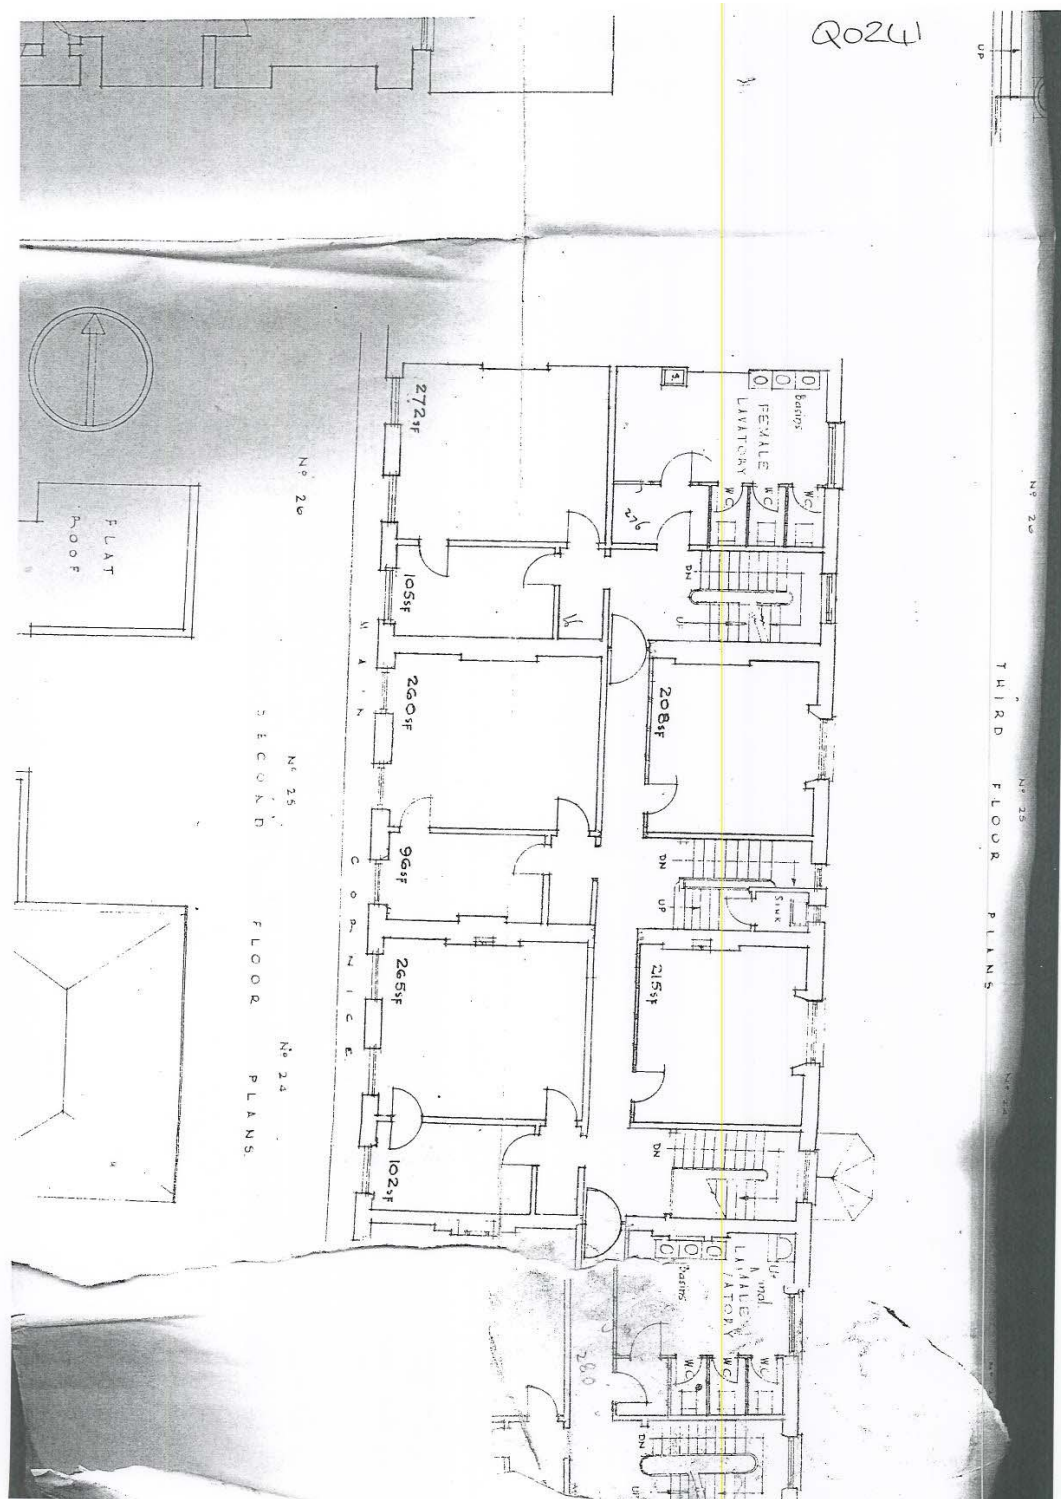 Q0241
UP
Nº 26
Nº 25
THIRD FLOOR PLANS
Basins
FEMALE
LAVATORY
WC
WC
WC
276
DN
272SF
105SF
208SF
260SF
DN
UP
SINK
96SF
215SF
265SF
DN
102SF
Basins
MALE
WC
WC
WC
280
DN
UP
MAIN CORNICE
Nº 26
Nº 25
Nº 24
SECOND FLOOR PLANS.
FLAT
ROOF